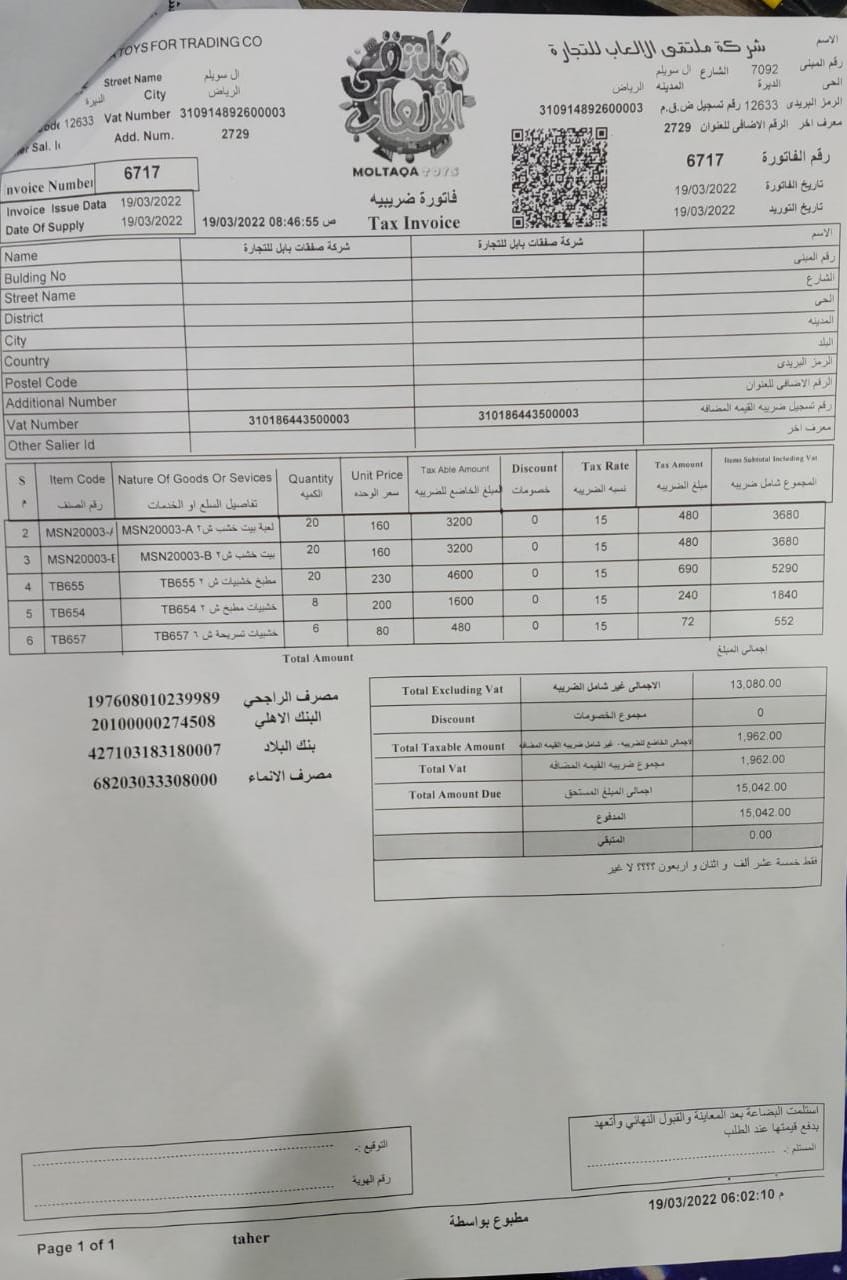 TOYS FOR TRADING CO
Street Name ال سويلم
الديرة City الرياض
12633 Vat Number 310914892600003
Add. Num. 2729
Invoice Number 6717
Invoice Issue Data 19/03/2022
Date Of Supply 19/03/2022
19/03/2022 08:46:55 ص
ملتقى الألعاب
MOLTAQA TOYS
فاتورة ضريبيه
Tax Invoice
شركة ملتقى الالعاب للتجارة الاسم
رقم المبنى 7092 الشارع ال سويلم
الحى الديرة المدينه الرياض
الرمز البريدى 12633 رقم تسجيل ض.ق.م 310914892600003
معرف اخر الرقم الاضافى للعنوان 2729
رقم الفاتورة 6717
تاريخ الفاتورة 19/03/2022
تاريخ التوريد 19/03/2022
Name شركة صفقات بابل للتجارة شركة صفقات بابل للتجارة الاسم
Bulding No رقم المبنى
Street Name الشارع
District الحى
City المدينه
Country البلد
Postel Code الرمز البريدى
Additional Number الرقم الاضافى للعنوان
Vat Number 310186443500003 310186443500003 رقم تسجيل ضريبه القيمه المضافه
Other Salier Id معرف اخر
S Item Code Nature Of Goods Or Sevices Quantity Unit Price Tax Able Amount Discount Tax Rate Tax Amount Items Subtotal Including Vat
م رقم الصنف تفاصيل السلع او الخدمات الكميه سعر الوحده المبلغ الخاضع للضريبه خصومات نسبه الضريبه مبلغ الضريبه المجموع شامل ضريبه
2 MSN20003-A لعبة بيت خشب ش٢ MSN20003-A 20 160 3200 0 15 480 3680
3 MSN20003-B بيت خشب ش٢ MSN20003-B 20 160 3200 0 15 480 3680
4 TB655 مطبخ خشبيات ش ٢ TB655 20 230 4600 0 15 690 5290
5 TB654 خشبيات مطبخ ش ٢ TB654 8 200 1600 0 15 240 1840
6 TB657 خشبيات تسريحة ش ٦ TB657 6 80 480 0 15 72 552
Total Amount اجمالى المبلغ
مصرف الراجحي 197608010239989
البنك الاهلي 20100000274508
بنك البلاد 427103183180007
مصرف الانماء 68203033308000
Total Excluding Vat الاجمالى غير شامل الضريبه 13,080.00
Discount مجموع الخصومات 0
Total Taxable Amount الاجمالى الخاضع للضريبه - غير شامل ضريبه القيمه المضافه 1,962.00
Total Vat مجموع ضريبه القيمه المضافه 1,962.00
Total Amount Due اجمالى المبلغ المستحق 15,042.00
المدفوع 15,042.00
المتبقي 0.00
فقط خمسة عشر ألف و اثنان و اربعون ؟؟؟؟ لا غير
استلمت البضاعة بعد المعاينة والقبول النهائي وأتعهد
بدفع قيمتها عند الطلب
المستلم :-
التوقيع :-
رقم الهوية
Page 1 of 1 taher مطبوع بواسطة 19/03/2022 06:02:10 م